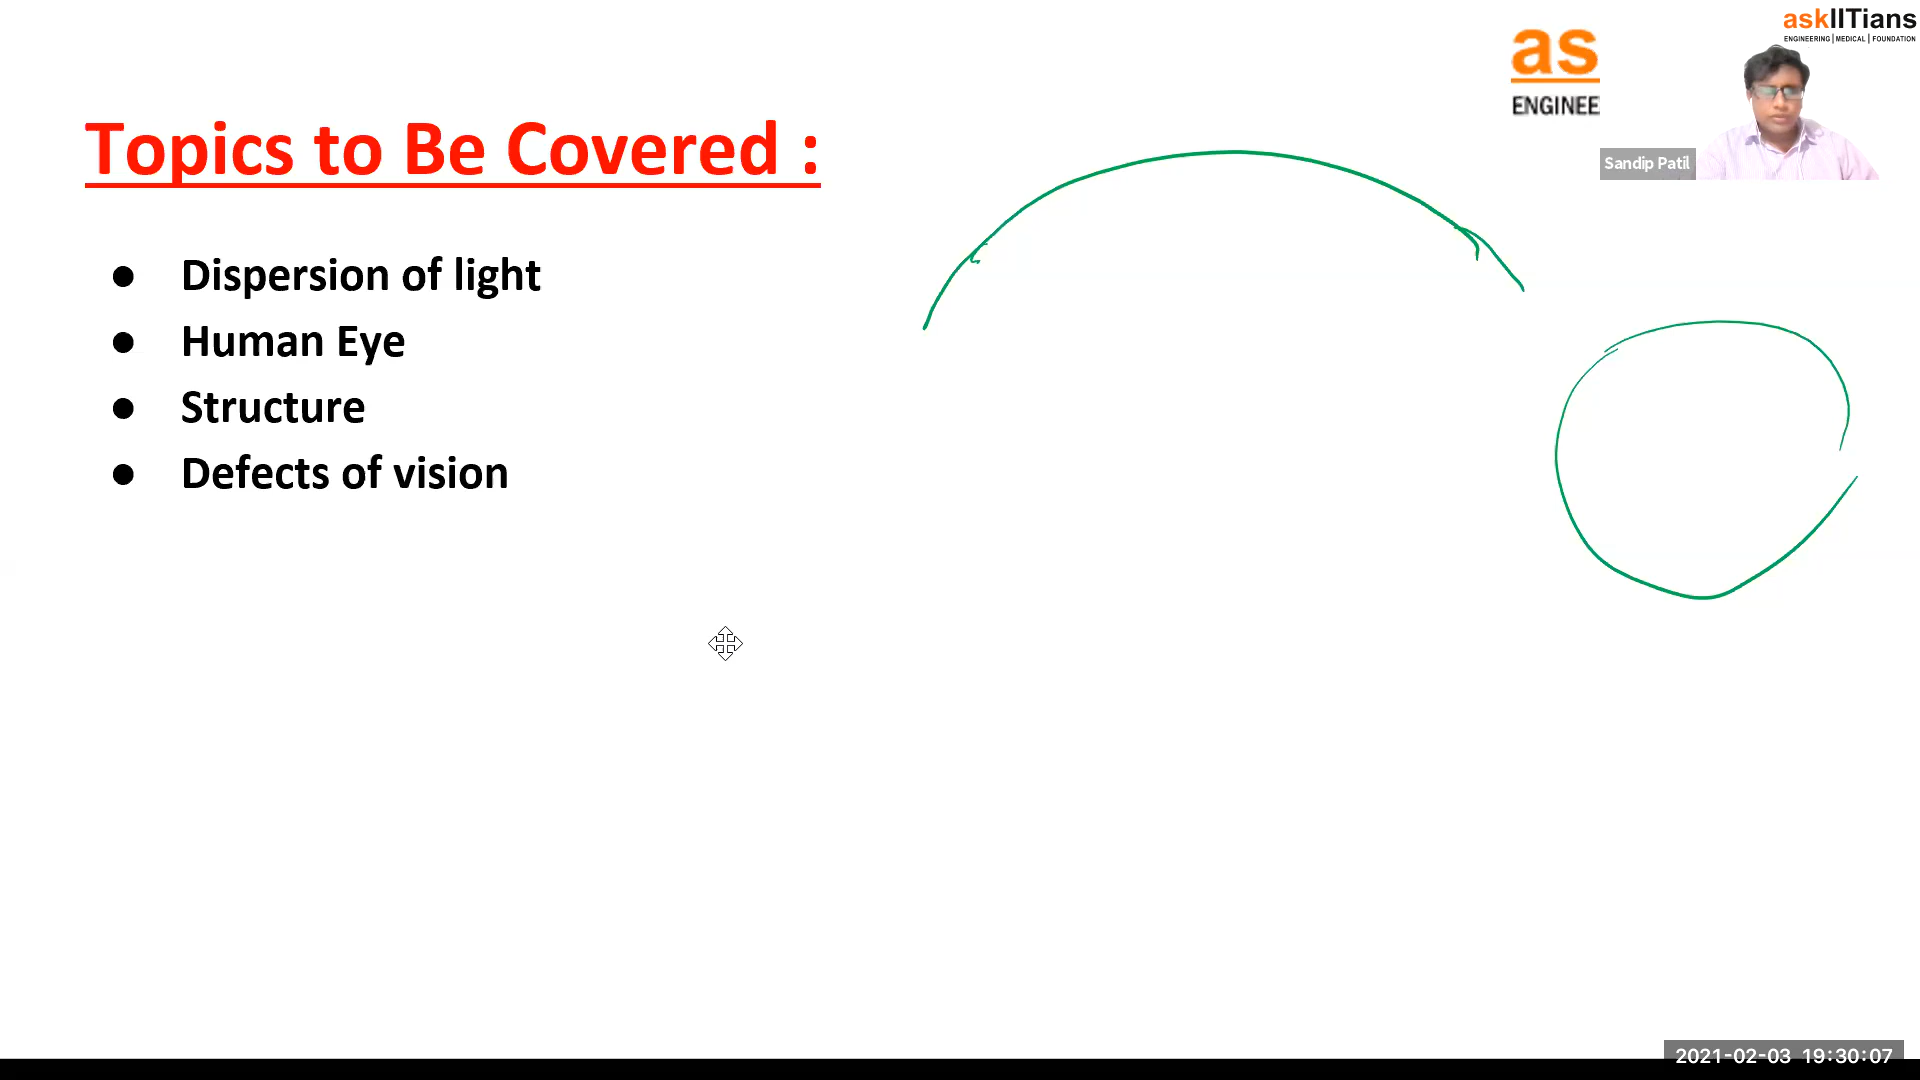 askIITians
ENGINEERING | MEDICAL | FOUNDATION
as
ENGINEE
Sandip Patil
Topics to Be Covered :
● Dispersion of light
● Human Eye
● Structure
● Defects of vision
2021-02-03 19:30:07